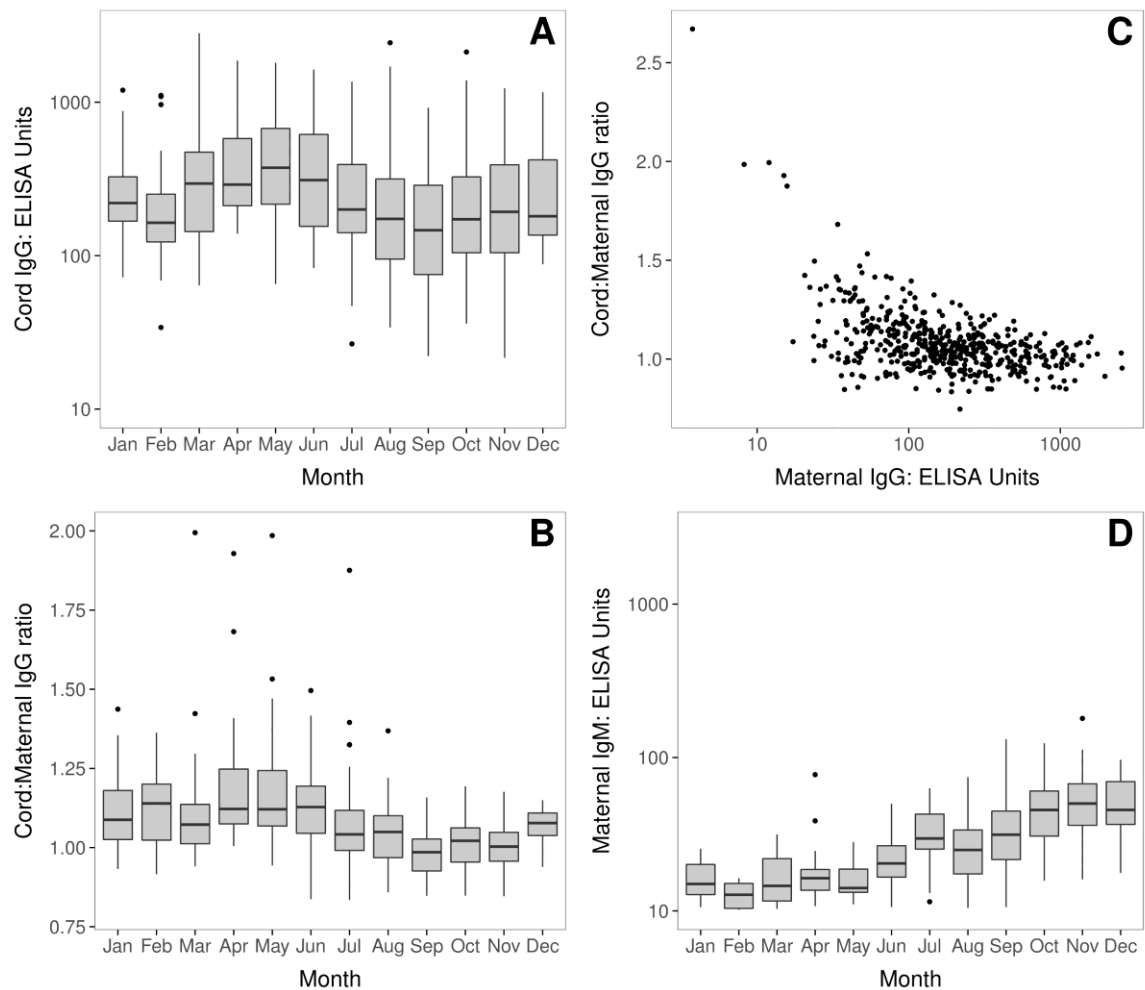 A
Cord IgG: ELISA Units
1000
100
10
Jan Feb Mar Apr May Jun Jul Aug Sep Oct Nov Dec
Month
C
Cord:Maternal IgG ratio
2.5
2.0
1.5
1.0
10 100 1000
Maternal IgG: ELISA Units
B
Cord:Maternal IgG ratio
2.00
1.75
1.50
1.25
1.00
0.75
Jan Feb Mar Apr May Jun Jul Aug Sep Oct Nov Dec
Month
D
Maternal IgM: ELISA Units
1000
100
10
Jan Feb Mar Apr May Jun Jul Aug Sep Oct Nov Dec
Month